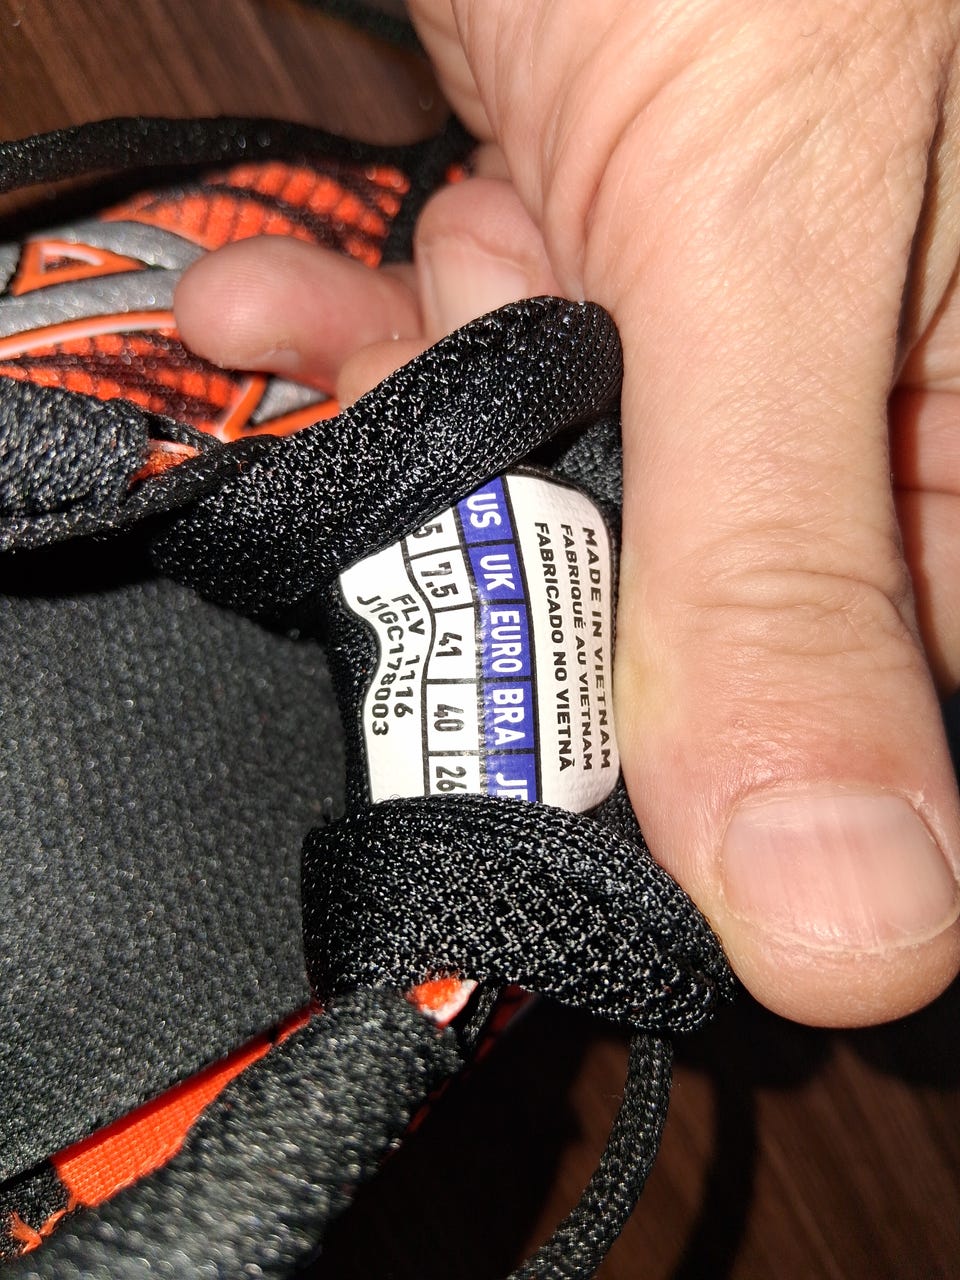 MADE IN VIETNAM
FABRIQUÉ AU VIETNAM
FABRICADO NO VIETNÃ
US UK EURO BRA
7.5 41 40 26
FLV 1116
J1GC178003